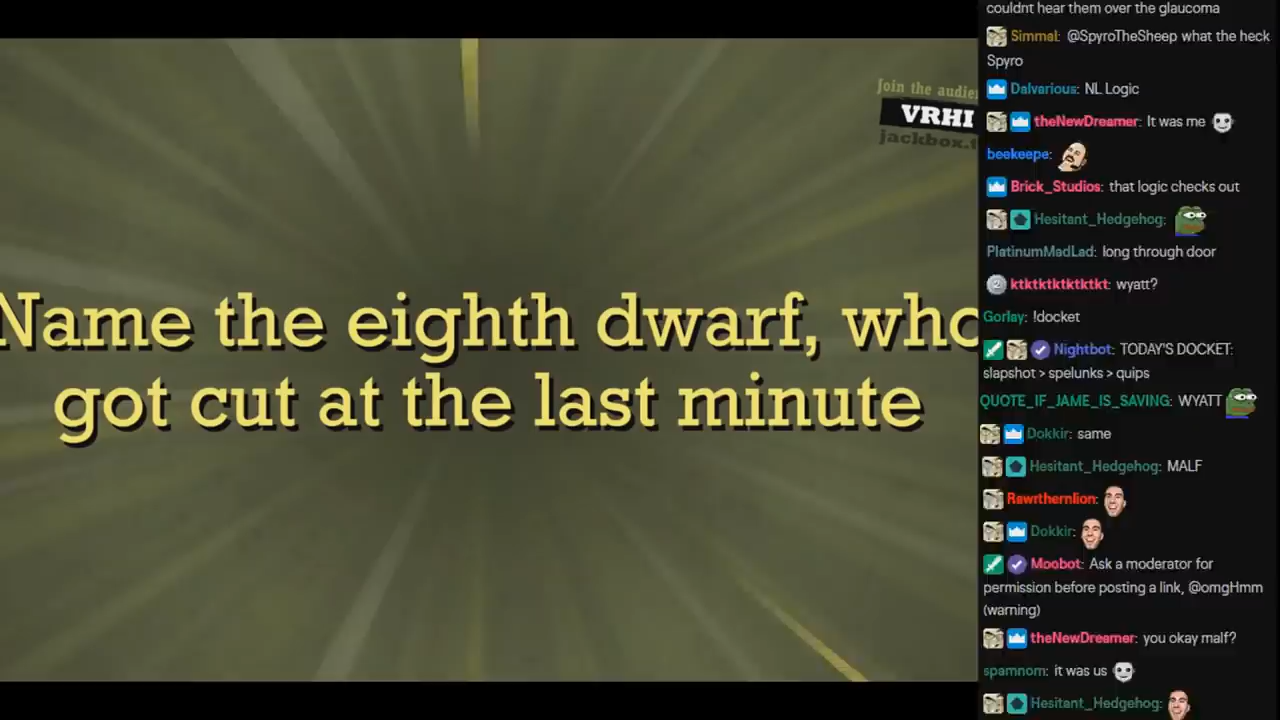 Join the audien
VRHI
jackbox.t
Name the eighth dwarf, who
got cut at the last minute
couldnt hear them over the glaucoma
Simmal: @SpyroTheSheep what the heck
Spyro
Dalvarious: NL Logic
theNewDreamer: It was me
beekeepe:
Brick_Studios: that logic checks out
Hesitant_Hedgehog:
PlatinumMadLad: long through door
ktktktktktktkt: wyatt?
Gorlay: !docket
Nightbot: TODAY'S DOCKET:
slapshot > spelunks > quips
QUOTE_IF_JAME_IS_SAVING: WYATT
Dokkir: same
Hesitant_Hedgehog: MALF
Rawrthernlion:
Dokkir:
Moobot: Ask a moderator for
permission before posting a link, @omgHmm
(warning)
theNewDreamer: you okay malf?
spamnom: it was us
Hesitant_Hedgehog: